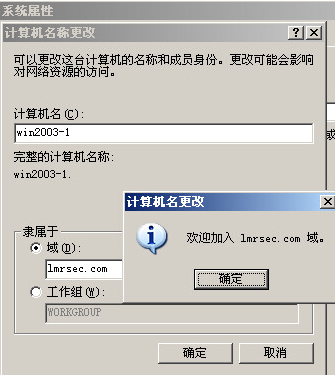 系统属性
计算机名称更改
可以更改这台计算机的名称和成员身份。更改可能会影响
对网络资源的访问。
计算机名(C):
win2003-1
完整的计算机名称:
win2003-1.
计算机名更改
欢迎加入 lmrsec.com 域。
确定
隶属于
域(D):
lmrsec.com
工作组(W):
WORKGROUP
确定
取消